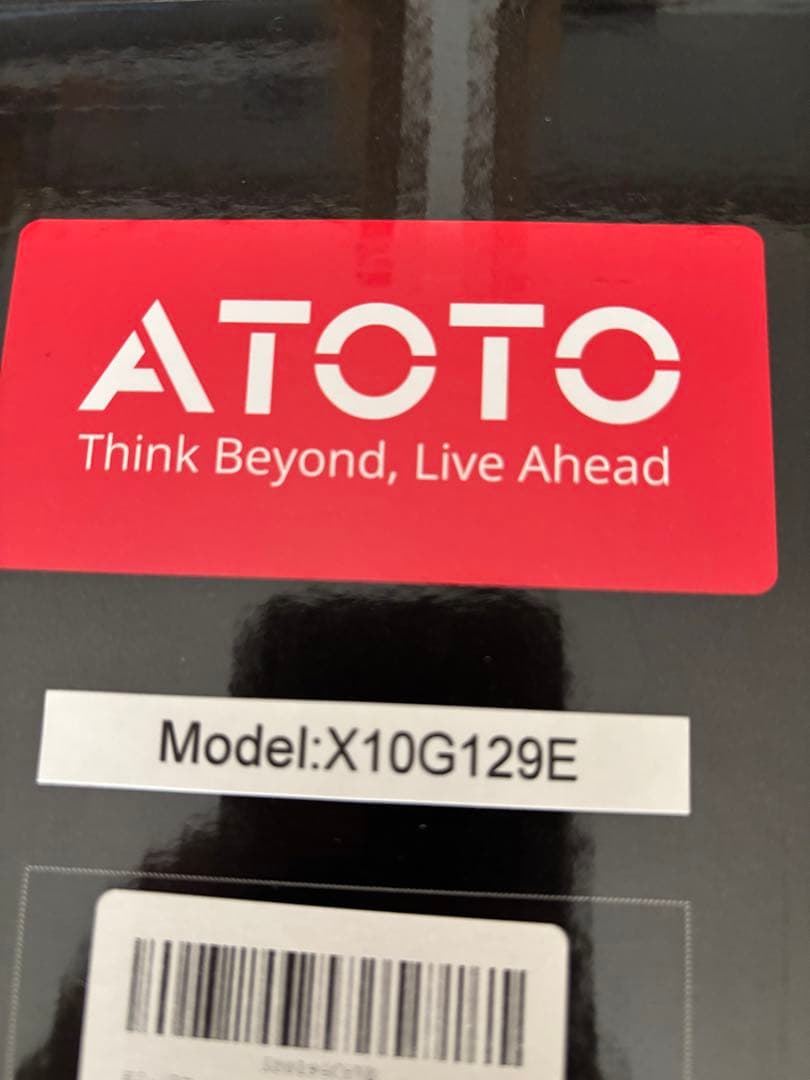 ATOTO
Think Beyond, Live Ahead
Model:X10G129E